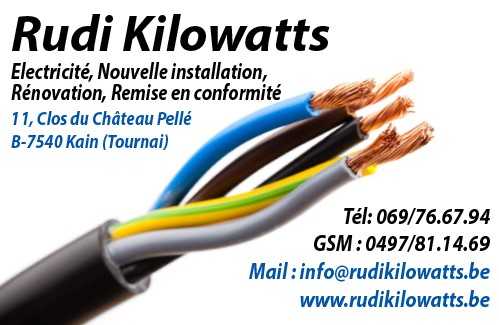 Rudi Kilowatts
Electricité, Nouvelle installation,
Rénovation, Remise en conformité
11, Clos du Château Pellé
B-7540 Kain (Tournai)
Tél: 069/76.67.94
GSM : 0497/81.14.69
Mail : info@rudikilowatts.be
www.rudikilowatts.be